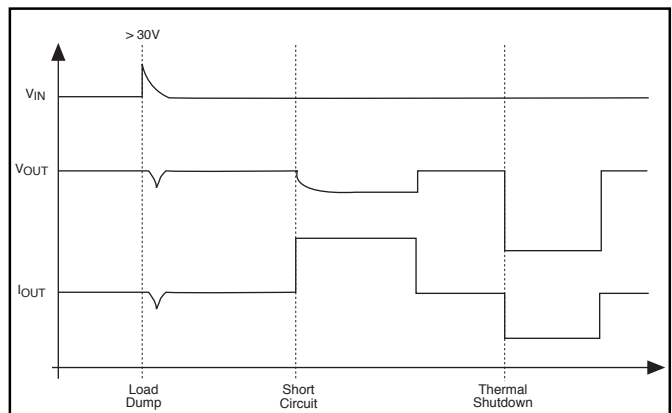 > 30V
VIN
VOUT
IOUT
Load
Dump
Short
Circuit
Thermal
Shutdown